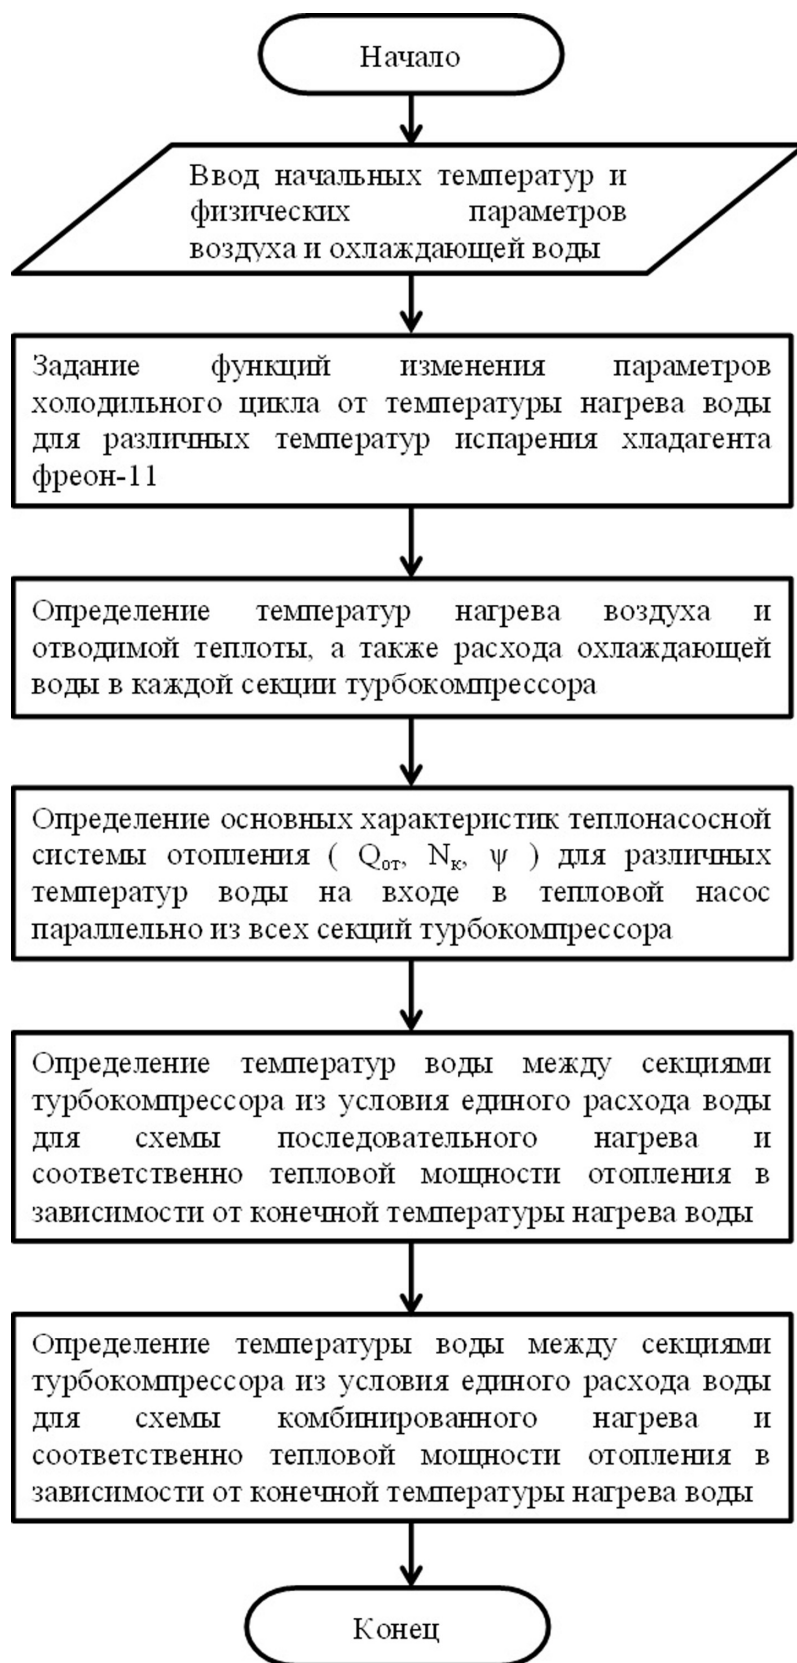 Начало
Ввод начальных температур и
физических параметров
воздуха и охлаждающей воды
Задание функций изменения параметров
холодильного цикла от температуры нагрева воды
для различных температур испарения хладагента
фреон-11
Определение температур нагрева воздуха и
отводимой теплоты, а также расхода охлаждающей
воды в каждой секции турбокомпрессора
Определение основных характеристик теплонасосной
системы отопления ( Qот, Nк, ψ ) для различных
температур воды на входе в тепловой насос
параллельно из всех секций турбокомпрессора
Определение температур воды между секциями
турбокомпрессора из условия единого расхода воды
для схемы последовательного нагрева и
соответственно тепловой мощности отопления в
зависимости от конечной температуры нагрева воды
Определение температуры воды между секциями
турбокомпрессора из условия единого расхода воды
для схемы комбинированного нагрева и
соответственно тепловой мощности отопления в
зависимости от конечной температуры нагрева воды
Конец